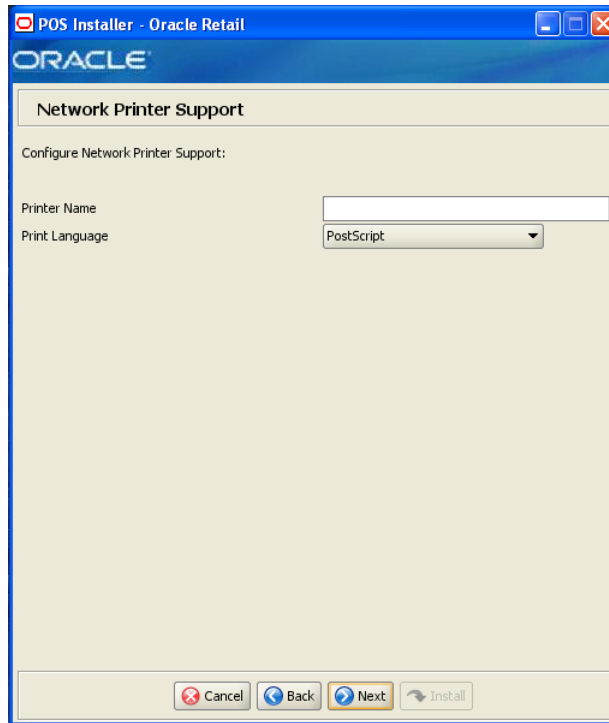 POS Installer - Oracle Retail
ORACLE
Network Printer Support
Configure Network Printer Support:
Printer Name
Print Language PostScript
Cancel Back Next Install